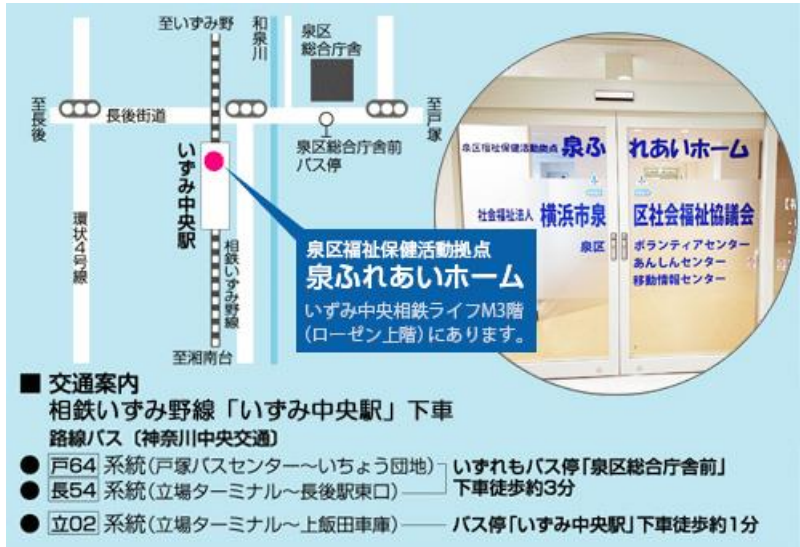 至いずみ野
和泉川
泉区
総合庁舎
至長後
長後街道
至戸塚
泉区総合庁舎前
バス停
いずみ中央駅
環状4号線
相鉄いずみ野線
至湘南台
泉区福祉保健活動拠点
泉ふれあいホーム
いずみ中央相鉄ライフM3階
(ローゼン上階)にあります。
泉区福祉保健活動拠点 泉ふれあいホーム
社会福祉法人 横浜市泉区社会福祉協議会
泉区 ボランティアセンター
あんしんセンター
移動情報センター
■ 交通案内
相鉄いずみ野線「いずみ中央駅」下車
路線バス〔神奈川中央交通〕
● 戸64 系統(戸塚バスセンター〜いちょう団地)
● 長54 系統(立場ターミナル〜長後駅東口)
いずれもバス停「泉区総合庁舎前」
下車徒歩約3分
● 立02 系統(立場ターミナル〜上飯田車庫) バス停「いずみ中央駅」下車徒歩約1分